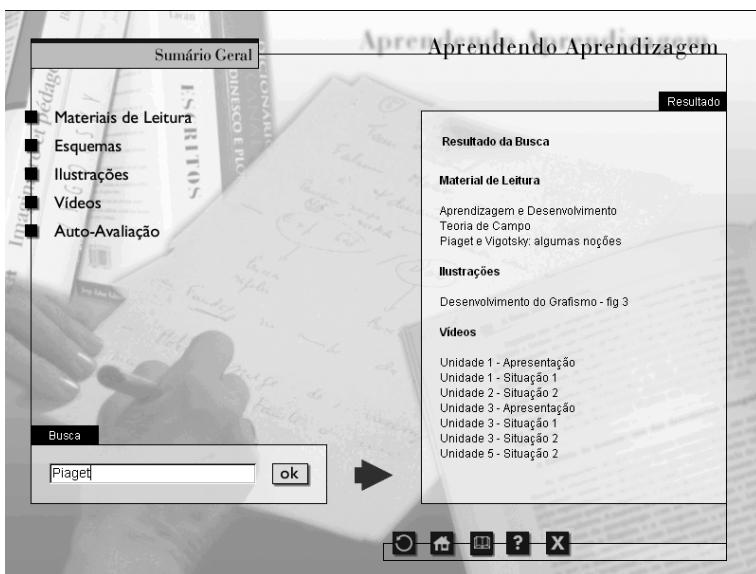 Sumário Geral
Aprendendo Aprendizagem
Materiais de Leitura
Esquemas
Ilustrações
Vídeos
Auto-Avaliação
Busca
Piaget
ok
Resultado
Resultado da Busca
Material de Leitura
Aprendizagem e Desenvolvimento
Teoria de Campo
Piaget e Vigotsky: algumas noções
Ilustrações
Desenvolvimento do Grafismo - fig 3
Vídeos
Unidade 1 - Apresentação
Unidade 1 - Situação 1
Unidade 2 - Situação 2
Unidade 3 - Apresentação
Unidade 3 - Situação 1
Unidade 3 - Situação 2
Unidade 5 - Situação 2
?
X
ESCRITOS
Lacan